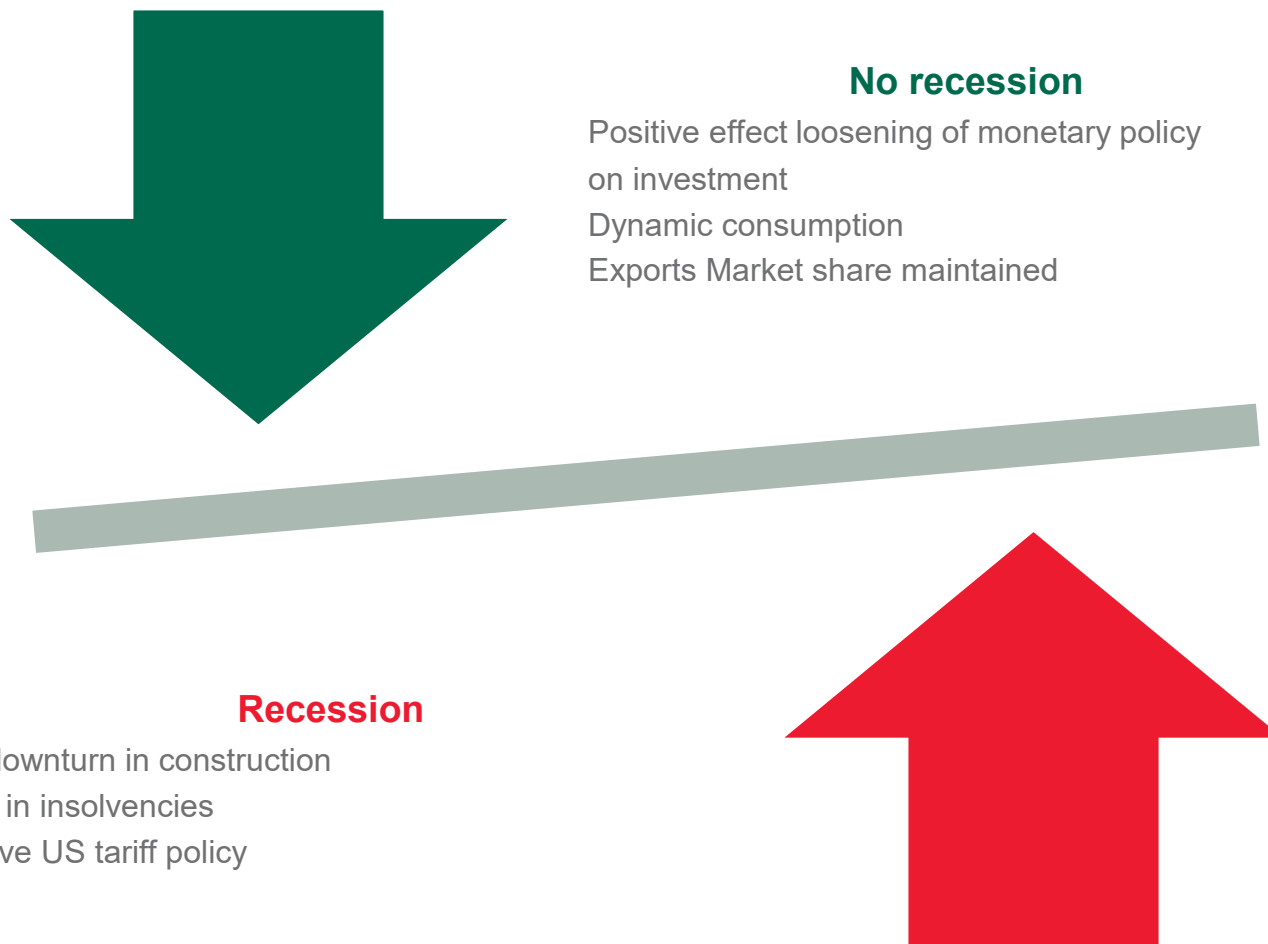 No recession
Positive effect loosening of monetary policy
on investment
Dynamic consumption
Exports Market share maintained
Recession
downturn in construction
in insolvencies
US tariff policy